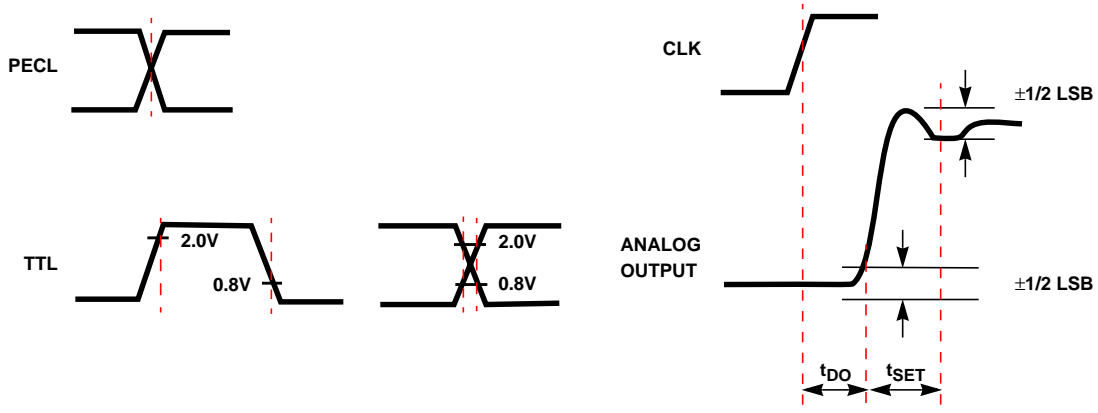 PECL
TTL
2.0V
0.8V
2.0V
0.8V
CLK
±1/2 LSB
ANALOG
OUTPUT
±1/2 LSB
tDO
tSET